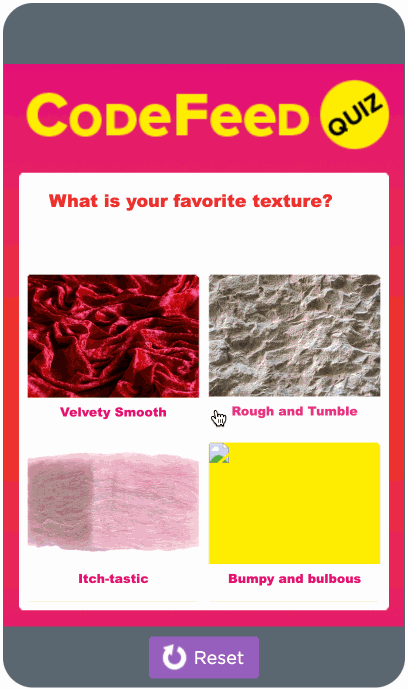 CODEFEED QUIZ
What is your favorite texture?
Velvety Smooth
Rough and Tumble
Itch-tastic
Bumpy and bulbous
Reset